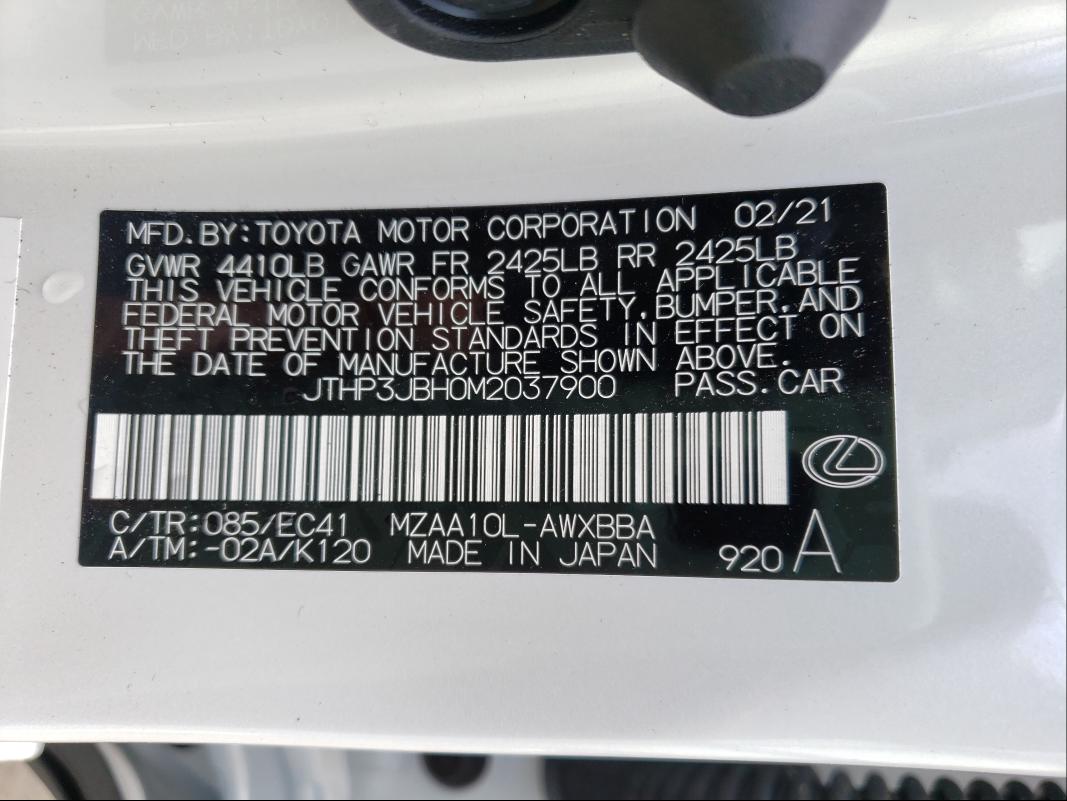 MFD.BY:TOYOTA MOTOR CORPORATION 02/21
GVWR 4410LB GAWR FR 2425LB RR 2425LB
THIS VEHICLE CONFORMS TO ALL APPLICABLE
FEDERAL MOTOR VEHICLE SAFETY,BUMPER,AND
THEFT PREVENTION STANDARDS IN EFFECT ON
THE DATE OF MANUFACTURE SHOWN ABOVE.
JTHP3JBH0M2037900 PASS.CAR
C/TR:085/EC41 MZAA10L-AWXBBA
A/TM:-02A/K120 MADE IN JAPAN 920 A